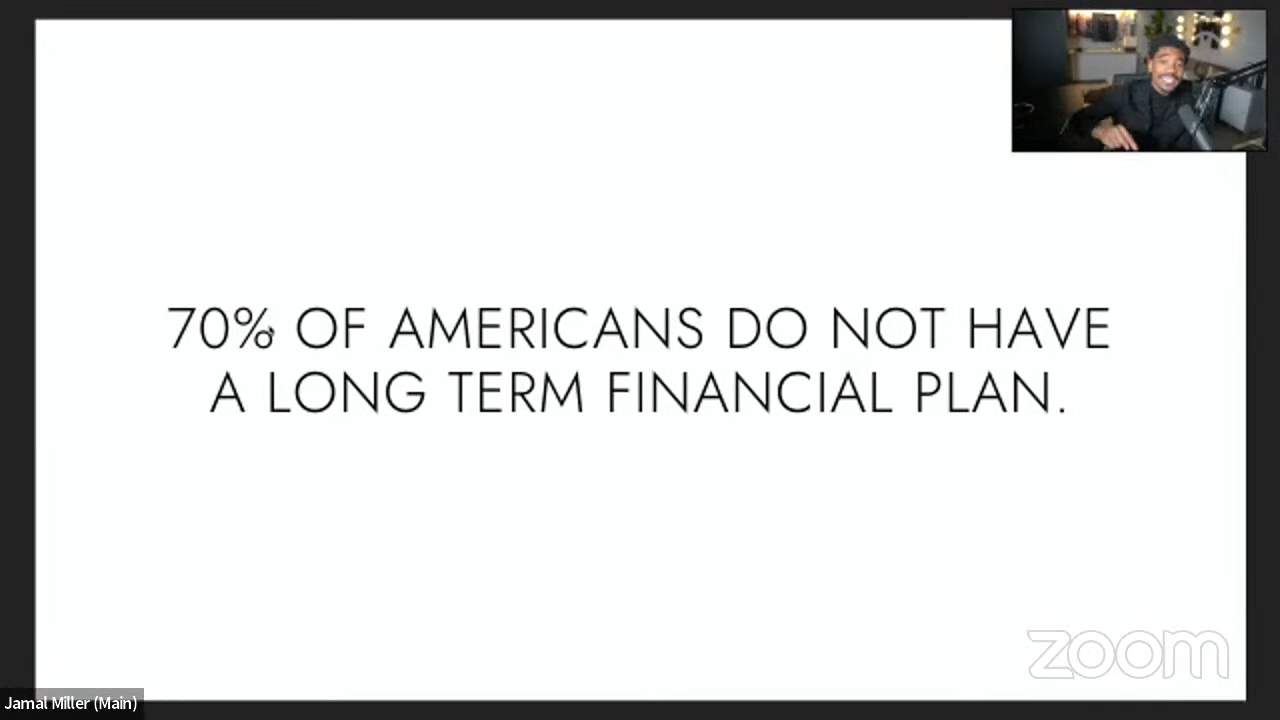 70% OF AMERICANS DO NOT HAVE
A LONG TERM FINANCIAL PLAN.
zoom
Jamal Miller (Main)